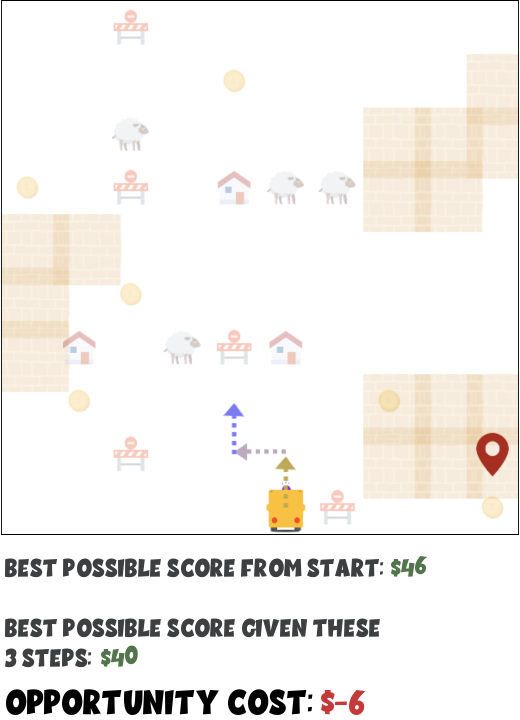 BEST POSSIBLE SCORE FROM START: $46
BEST POSSIBLE SCORE GIVEN THESE
3 STEPS: $40
OPPORTUNITY COST: $-6